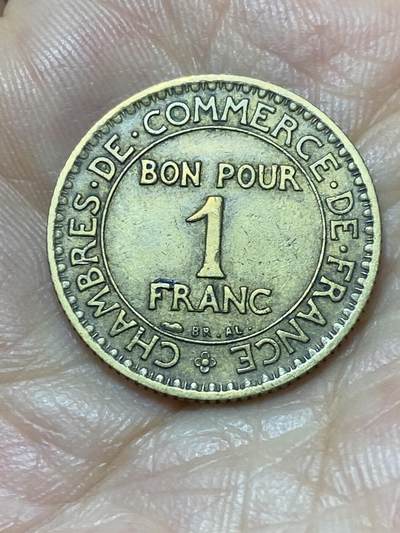 CHAMBRES·DE·COMMERCE·DE·FRANCE
BON POUR
1
FRANC
BR.AL.